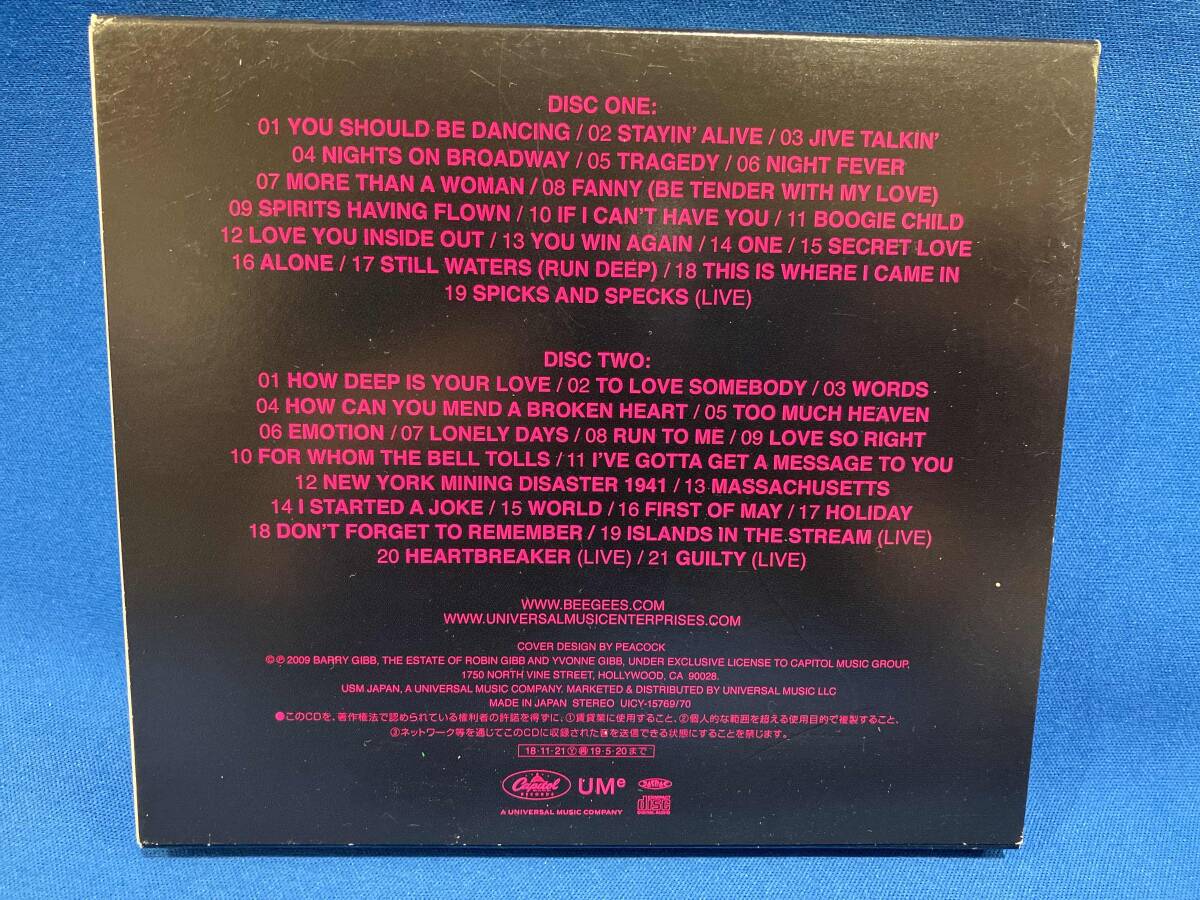 DISC ONE:
01 YOU SHOULD BE DANCING / 02 STAYIN' ALIVE / 03 JIVE TALKIN'
04 NIGHTS ON BROADWAY / 05 TRAGEDY / 06 NIGHT FEVER
07 MORE THAN A WOMAN / 08 FANNY (BE TENDER WITH MY LOVE)
09 SPIRITS HAVING FLOWN / 10 IF I CAN'T HAVE YOU / 11 BOOGIE CHILD
12 LOVE YOU INSIDE OUT / 13 YOU WIN AGAIN / 14 ONE / 15 SECRET LOVE
16 ALONE / 17 STILL WATERS (RUN DEEP) / 18 THIS IS WHERE I CAME IN
19 SPICKS AND SPECKS (LIVE)
DISC TWO:
01 HOW DEEP IS YOUR LOVE / 02 TO LOVE SOMEBODY / 03 WORDS
04 HOW CAN YOU MEND A BROKEN HEART / 05 TOO MUCH HEAVEN
06 EMOTION / 07 LONELY DAYS / 08 RUN TO ME / 09 LOVE SO RIGHT
10 FOR WHOM THE BELL TOLLS / 11 I'VE GOTTA GET A MESSAGE TO YOU
12 NEW YORK MINING DISASTER 1941 / 13 MASSACHUSETTS
14 I STARTED A JOKE / 15 WORLD / 16 FIRST OF MAY / 17 HOLIDAY
18 DON'T FORGET TO REMEMBER / 19 ISLANDS IN THE STREAM (LIVE)
20 HEARTBREAKER (LIVE) / 21 GUILTY (LIVE)
WWW.BEEGEES.COM
WWW.UNIVERSALMUSICENTERPRISES.COM
COVER DESIGN BY PEACOCK
©℗ 2009 BARRY GIBB, THE ESTATE OF ROBIN GIBB AND YVONNE GIBB, UNDER EXCLUSIVE LICENSE TO CAPITOL MUSIC GROUP,
1750 NORTH VINE STREET, HOLLYWOOD, CA 90028.
USM JAPAN, A UNIVERSAL MUSIC COMPANY. MARKETED & DISTRIBUTED BY UNIVERSAL MUSIC LLC
MADE IN JAPAN STEREO UICY-15769/70
●このCDを、著作権法で認められている権利者の許諾を得ずに、①賃貸業に使用すること、②個人的な範囲を超える使用目的で複製すること、
③ネットワーク等を通じてこのCDに収録された音を送信できる状態にすることを禁じます。
18·11·21Ⓨ㊙19·5·20まで
Capitol RECORDS UMe JASRAC
A UNIVERSAL MUSIC COMPANY COMPACT disc DIGITAL AUDIO